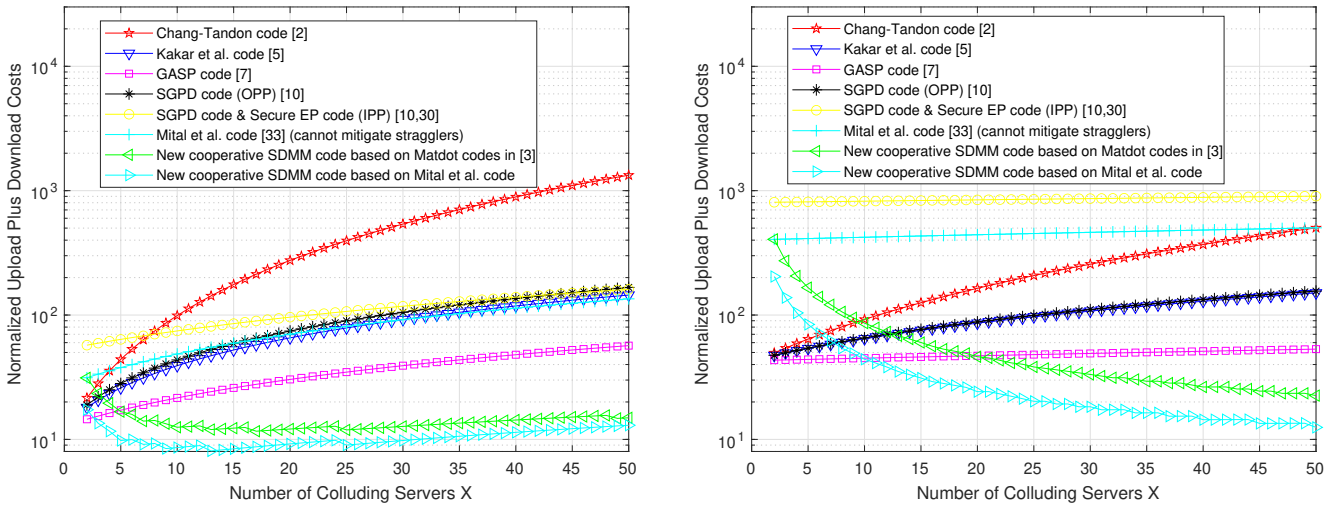 Normalized Upload Plus Download Costs
10^4
10^3
10^2
10^1
Chang-Tandon code [2]
Kakar et al. code [5]
GASP code [7]
SGPD code (OPP) [10]
SGPD code & Secure EP code (IPP) [10,30]
Mital et al. code [33] (cannot mitigate stragglers)
New cooperative SDMM code based on Matdot codes in [3]
New cooperative SDMM code based on Mital et al. code
0 5 10 15 20 25 30 35 40 45 50
Number of Colluding Servers X
Normalized Upload Plus Download Costs
10^4
10^3
10^2
10^1
Chang-Tandon code [2]
Kakar et al. code [5]
GASP code [7]
SGPD code (OPP) [10]
SGPD code & Secure EP code (IPP) [10,30]
Mital et al. code [33] (cannot mitigate stragglers)
New cooperative SDMM code based on Matdot codes in [3]
New cooperative SDMM code based on Mital et al. code
0 5 10 15 20 25 30 35 40 45 50
Number of Colluding Servers X